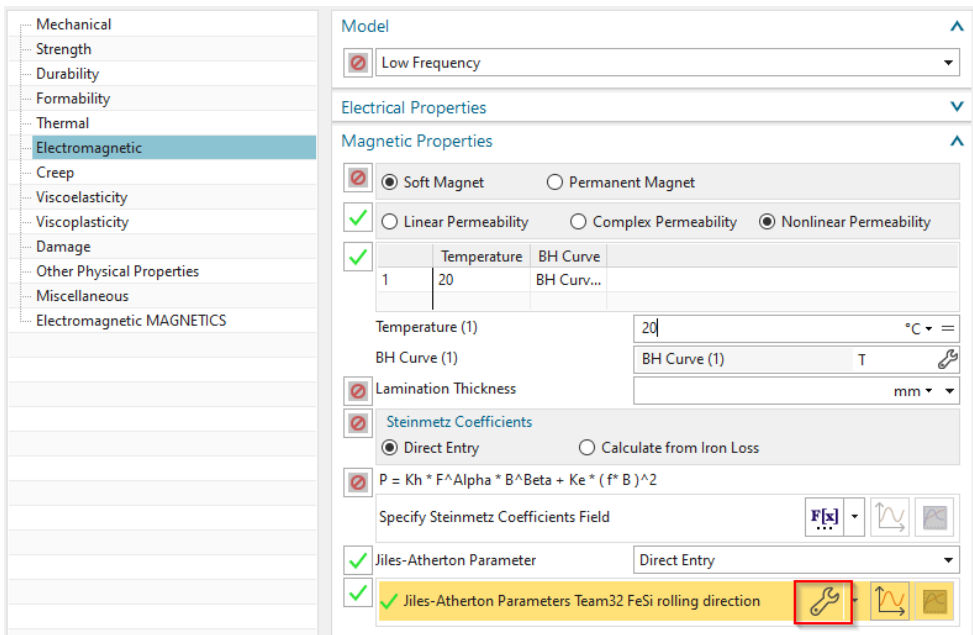 Mechanical
Strength
Durability
Formability
Thermal
Electromagnetic
Creep
Viscoelasticity
Viscoplasticity
Damage
Other Physical Properties
Miscellaneous
Electromagnetic MAGNETICS
Model
Low Frequency
Electrical Properties
Magnetic Properties
Soft Magnet Permanent Magnet
Linear Permeability Complex Permeability Nonlinear Permeability
Temperature BH Curve
1 20 BH Curv...
Temperature (1) 20 °C
BH Curve (1) BH Curve (1) T
Lamination Thickness mm
Steinmetz Coefficients
Direct Entry Calculate from Iron Loss
P = Kh * F^Alpha * B^Beta + Ke * ( f* B )^2
Specify Steinmetz Coefficients Field F[x]
Jiles-Atherton Parameter Direct Entry
Jiles-Atherton Parameters Team32 FeSi rolling direction